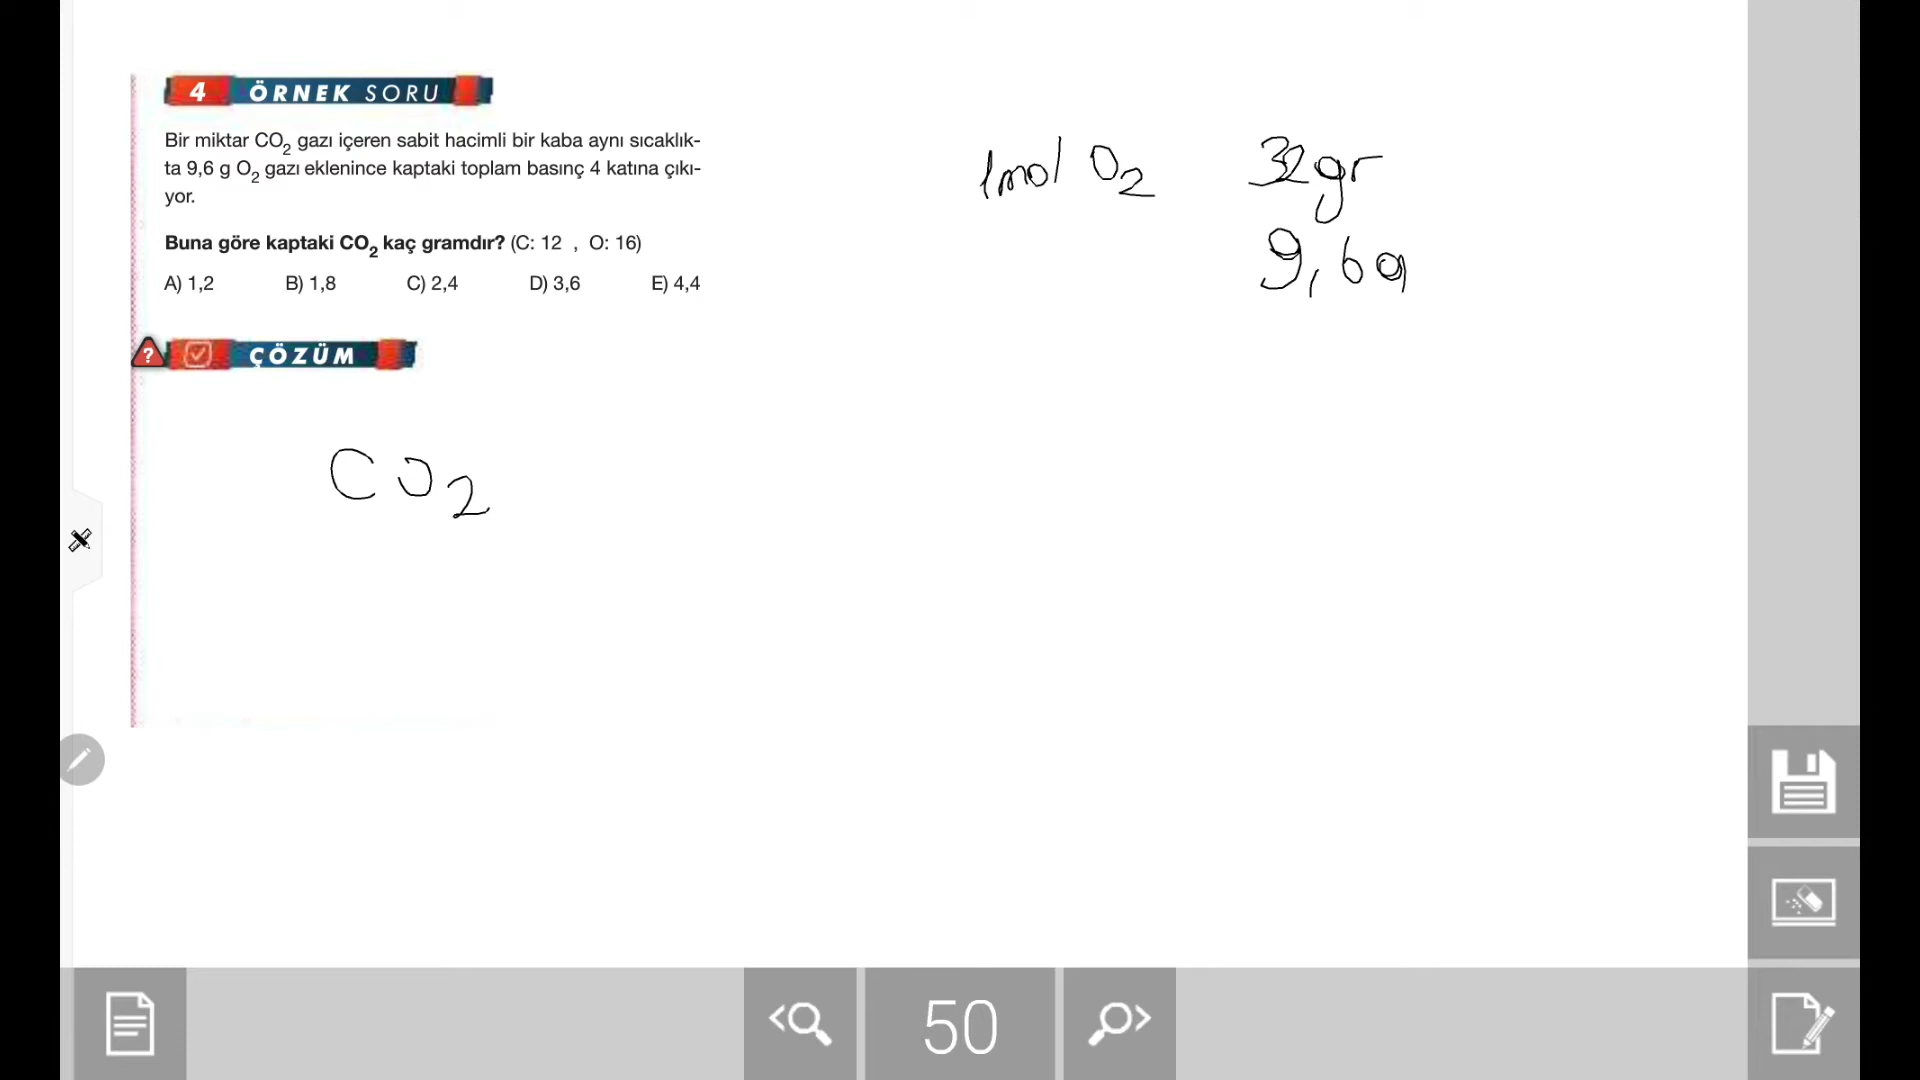 4 ÖRNEK SORU
Bir miktar CO₂ gazı içeren sabit hacimli bir kaba aynı sıcaklık-
ta 9,6 g O₂ gazı eklenince kaptaki toplam basınç 4 katına çıkı-
yor.
Buna göre kaptaki CO₂ kaç gramdır? (C: 12 , O: 16)
A) 1,2 B) 1,8 C) 2,4 D) 3,6 E) 4,4
? ÇÖZÜM
CO₂
1mol O₂ 32gr
9,6g
50